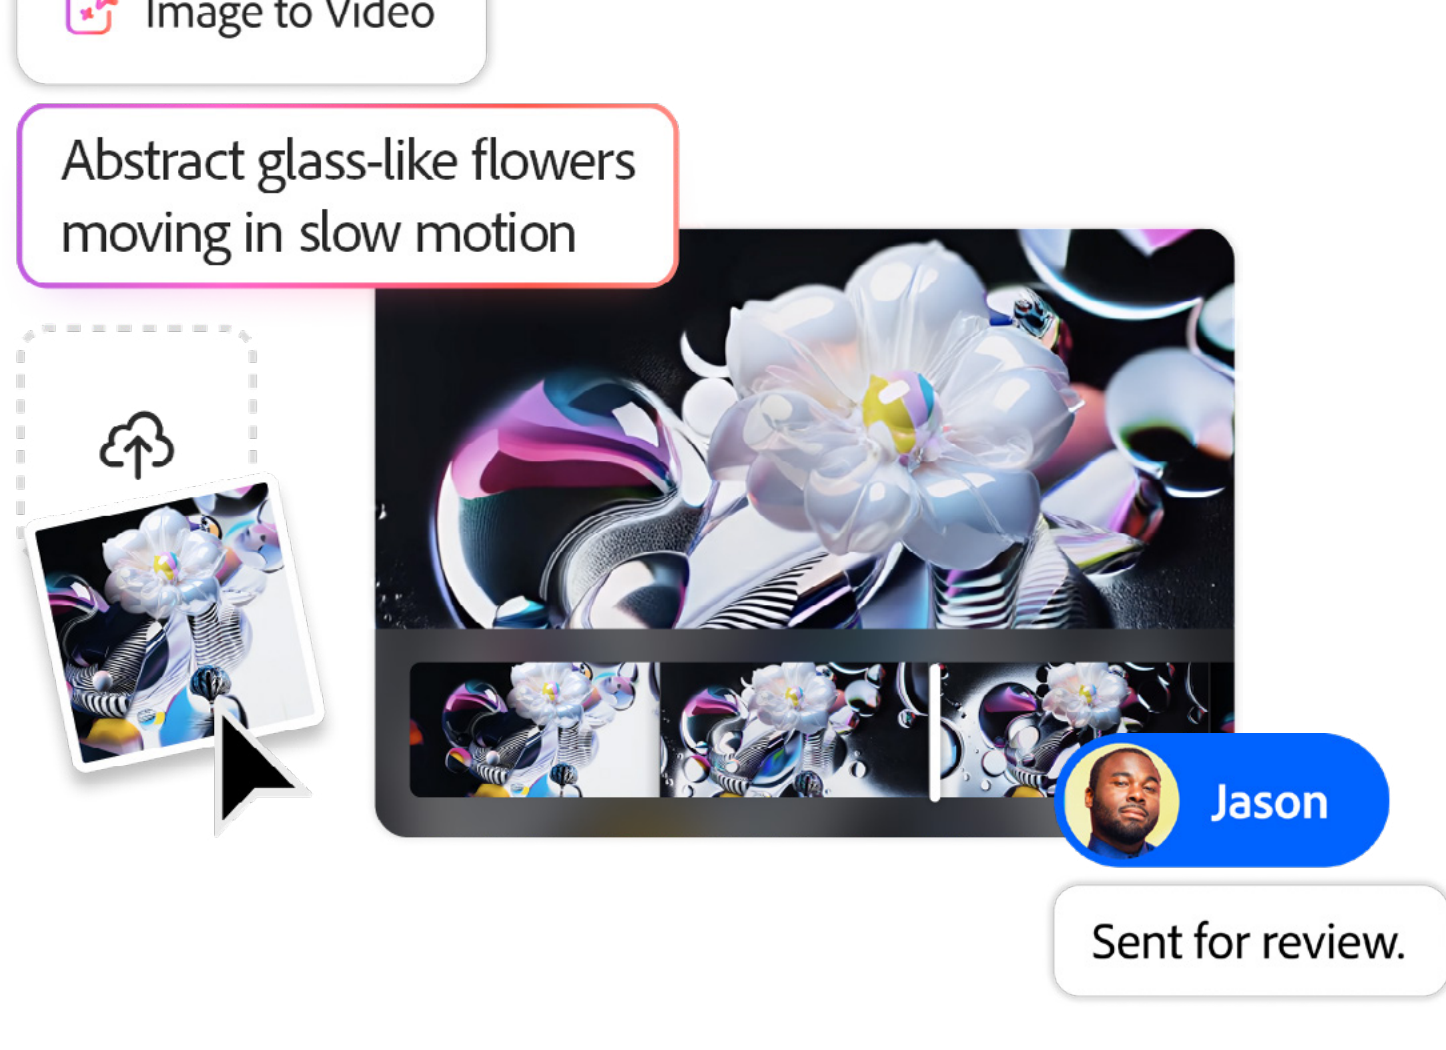 Image to Video
Abstract glass-like flowers
moving in slow motion
Jason
Sent for review.